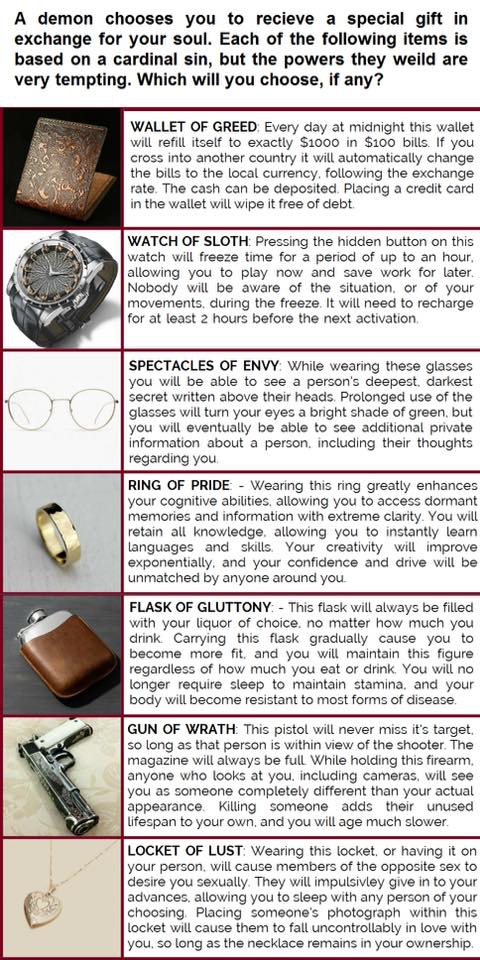 A demon chooses you to recieve a special gift in
exchange for your soul. Each of the following items is
based on a cardinal sin, but the powers they weild are
very tempting. Which will you choose, if any?
WALLET OF GREED: Every day at midnight this wallet
will refill itself to exactly $1000 in $100 bills. If you
cross into another country it will automatically change
the bills to the local currency, following the exchange
rate. The cash can be deposited. Placing a credit card
in the wallet will wipe it free of debt.
WATCH OF SLOTH: Pressing the hidden button on this
watch will freeze time for a period of up to an hour,
allowing you to play now and save work for later.
Nobody will be aware of the situation, or of your
movements, during the freeze. It will need to recharge
for at least 2 hours before the next activation.
SPECTACLES OF ENVY: While wearing these glasses
you will be able to see a person's deepest, darkest
secret written above their heads. Prolonged use of the
glasses will turn your eyes a bright shade of green, but
you will eventually be able to see additional private
information about a person, including their thoughts
regarding you.
RING OF PRIDE: - Wearing this ring greatly enhances
your cognitive abilities, allowing you to access dormant
memories and information with extreme clarity. You will
retain all knowledge, allowing you to instantly learn
languages and skills. Your creativity will improve
exponentially, and your confidence and drive will be
unmatched by anyone around you.
FLASK OF GLUTTONY: - This flask will always be filled
with your liquor of choice, no matter how much you
drink. Carrying this flask gradually cause you to
become more fit, and you will maintain this figure
regardless of how much you eat or drink. You will no
longer require sleep to maintain stamina, and your
body will become resistant to most forms of disease.
GUN OF WRATH: This pistol will never miss it's target,
so long as that person is within view of the shooter. The
magazine will always be full. While holding this firearm,
anyone who looks at you, including cameras, will see
you as someone completely different than your actual
appearance. Killing someone adds their unused
lifespan to your own, and you will age much slower.
LOCKET OF LUST: Wearing this locket, or having it on
your person, will cause members of the opposite sex to
desire you sexually. They will impulsivley give in to your
advances, allowing you to sleep with any person of your
choosing. Placing someone's photograph within this
locket will cause them to fall uncontrollably in love with
you, so long as the necklace remains in your ownership.